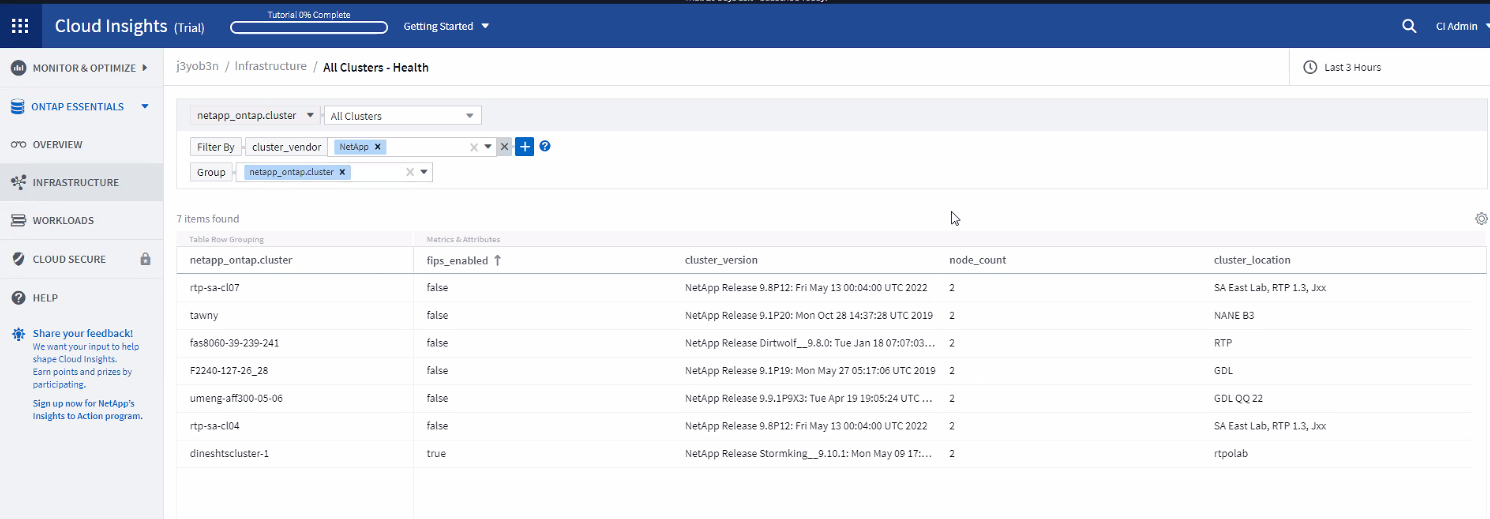 Tutorial 0% Complete
Cloud Insights (Trial)
Getting Started
CI Admin
MONITOR & OPTIMIZE
j3yob3n / Infrastructure / All Clusters - Health
Last 3 Hours
ONTAP ESSENTIALS
OVERVIEW
INFRASTRUCTURE
WORKLOADS
CLOUD SECURE
HELP
Share your feedback!
We want your input to help
shape Cloud Insights.
Earn points and prizes by
participating.
Sign up now for NetApp's
Insights to Action program.
netapp_ontap.cluster All Clusters
Filter By cluster_vendor NetApp
Group netapp_ontap.cluster
7 items found
Table Row Grouping Metrics & Attributes
netapp_ontap.cluster fips_enabled ↑ cluster_version node_count cluster_location
rtp-sa-cl07 false NetApp Release 9.8P12: Fri May 13 00:04:00 UTC 2022 2 SA East Lab, RTP 1.3, Jxx
tawny false NetApp Release 9.1P20: Mon Oct 28 14:37:28 UTC 2019 2 NANE B3
fas8060-39-239-241 false NetApp Release Dirtwolf__9.8.0: Tue Jan 18 07:07:03... 2 RTP
F2240-127-26_28 false NetApp Release 9.1P19: Mon May 27 05:17:06 UTC 2019 2 GDL
umeng-aff300-05-06 false NetApp Release 9.9.1P9X3: Tue Apr 19 19:05:24 UTC ... 2 GDL QQ 22
rtp-sa-cl04 false NetApp Release 9.8P12: Fri May 13 00:04:00 UTC 2022 2 SA East Lab, RTP 1.3, Jxx
dineshtscluster-1 true NetApp Release Stormking__9.10.1: Mon May 09 17:... 2 rtpolab